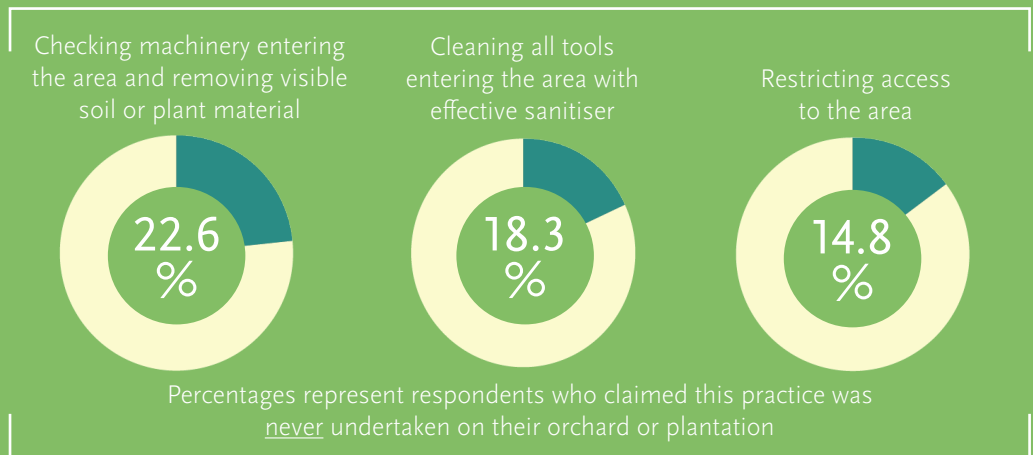 Checking machinery entering
the area and removing visible
soil or plant material
Cleaning all tools
entering the area with
effective sanitiser
Restricting access
to the area
22.6
%
18.3
%
14.8
%
Percentages represent respondents who claimed this practice was
never undertaken on their orchard or plantation